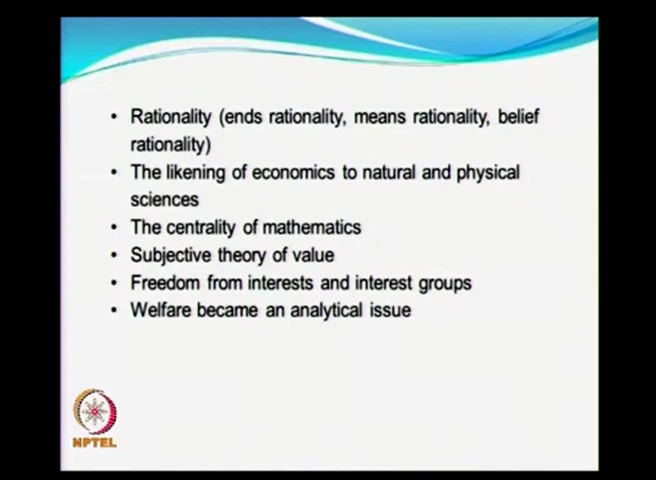 • Rationality (ends rationality, means rationality, belief
rationality)
• The likening of economics to natural and physical
sciences
• The centrality of mathematics
• Subjective theory of value
• Freedom from interests and interest groups
• Welfare became an analytical issue
NPTEL